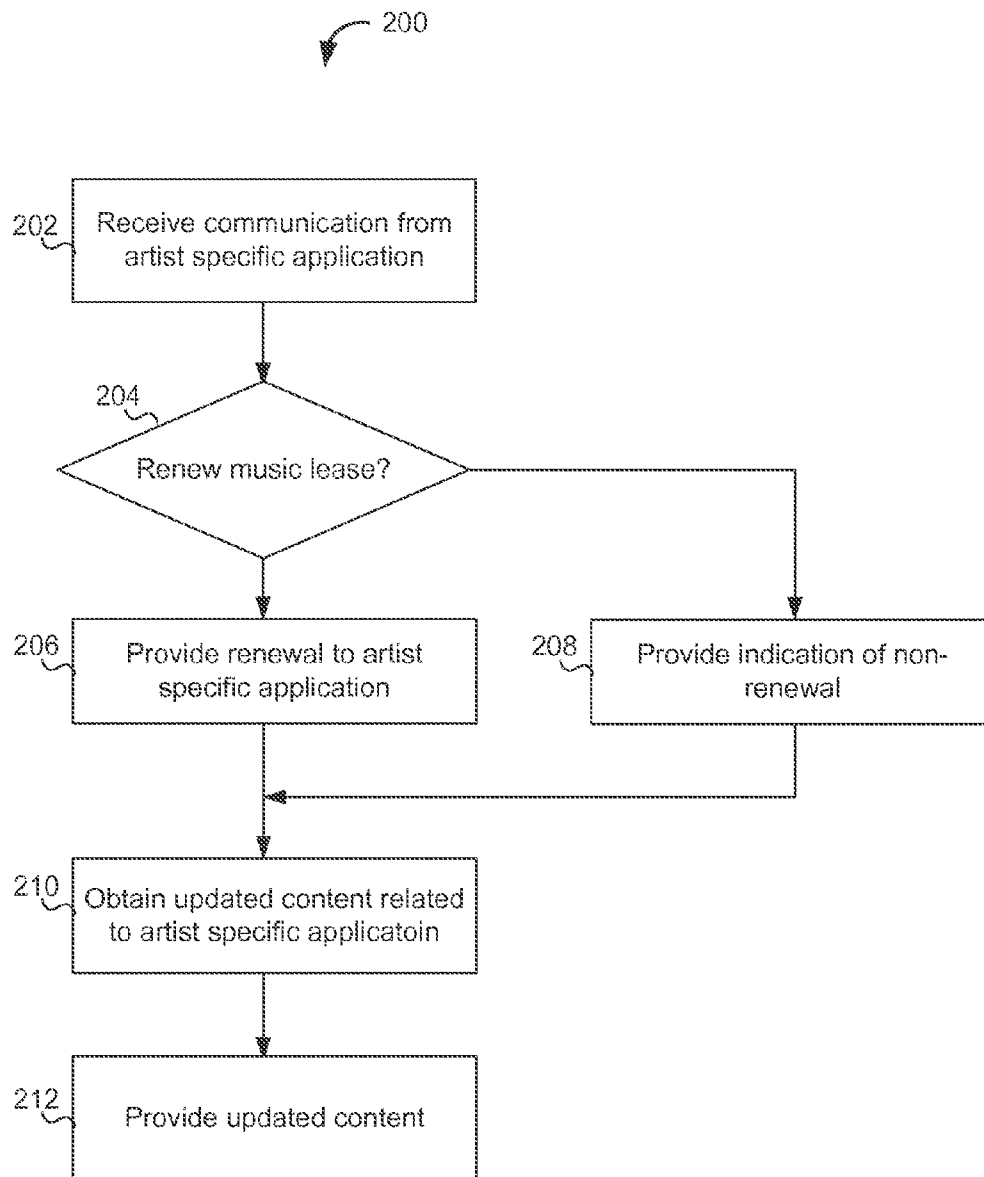 200
202
Receive communication from
artist specific application
204
Renew music lease?
206
Provide renewal to artist
specific application
208
Provide indication of non-
renewal
210
Obtain updated content related
to artist specific applicatoin
212
Provide updated content